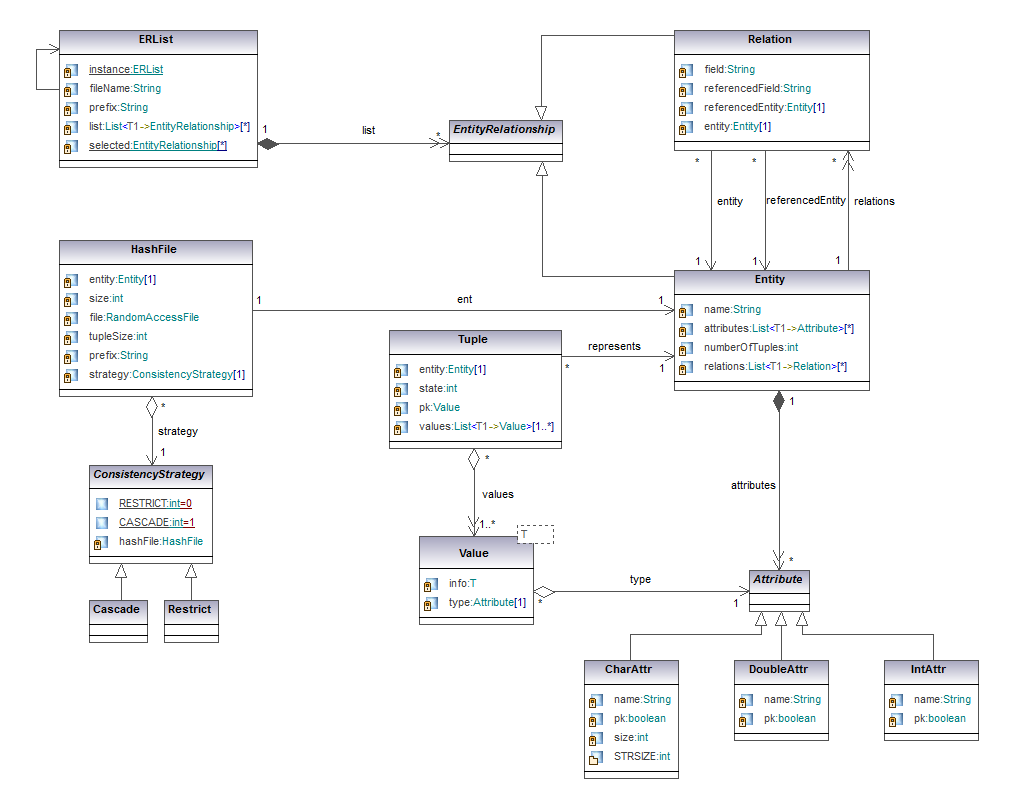 ERList
instance:ERList
fileName:String
prefix:String
list:List<T1->EntityRelationship>[*]
selected:EntityRelationship[*]
1
list
*
EntityRelationship
Relation
field:String
referencedField:String
referencedEntity:Entity[1]
entity:Entity[1]
*
*
*
entity
referencedEntity
relations
1
1
1
HashFile
entity:Entity[1]
size:int
file:RandomAccessFile
tupleSize:int
prefix:String
strategy:ConsistencyStrategy[1]
1
ent
1
Entity
name:String
attributes:List<T1->Attribute>[*]
numberOfTuples:int
relations:List<T1->Relation>[*]
Tuple
entity:Entity[1]
state:int
pk:Value
values:List<T1->Value>[1..*]
represents
*
1
*
strategy
1
ConsistencyStrategy
RESTRICT:int=0
CASCADE:int=1
hashFile:HashFile
Cascade
Restrict
*
values
1..*
T
Value
info:T
type:Attribute[1]
*
type
1
1
attributes
*
Attribute
CharAttr
name:String
pk:boolean
size:int
STRSIZE:int
DoubleAttr
name:String
pk:boolean
IntAttr
name:String
pk:boolean